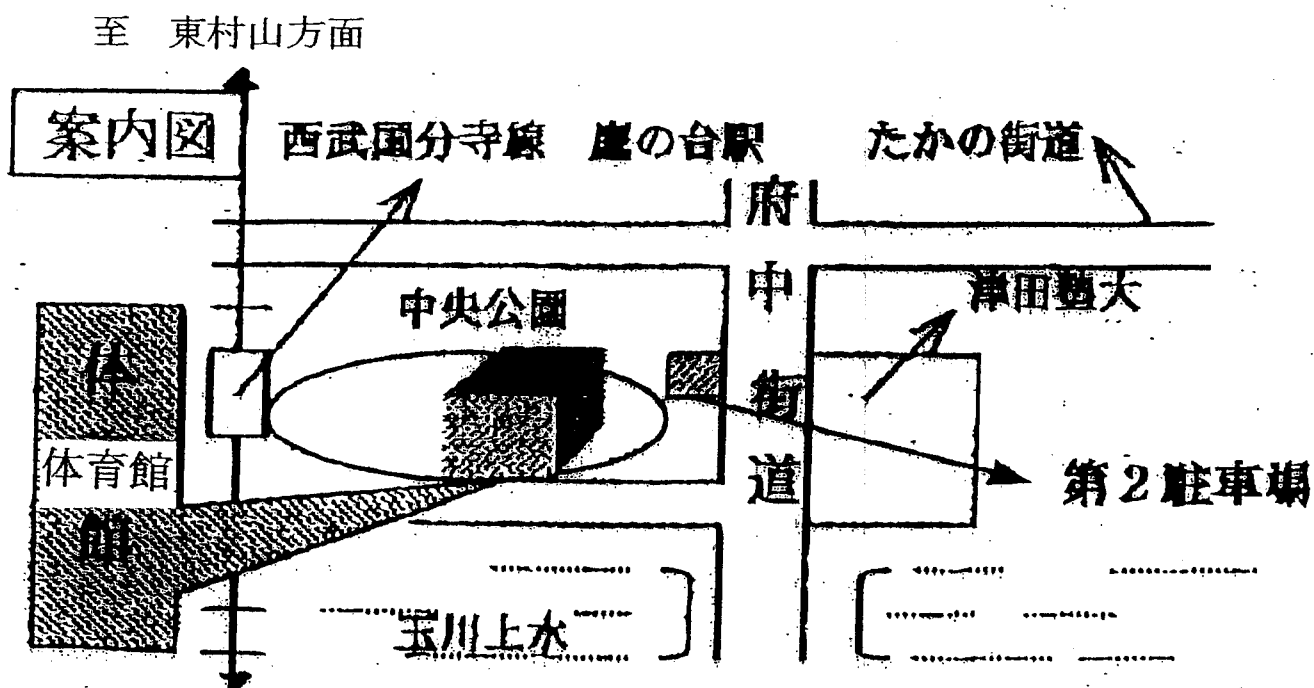 至 東村山方面
案内図
西武国分寺線 鷹の台駅
たかの街道
府中街道
中央公園
津田塾大
体育館
第2駐車場
玉川上水